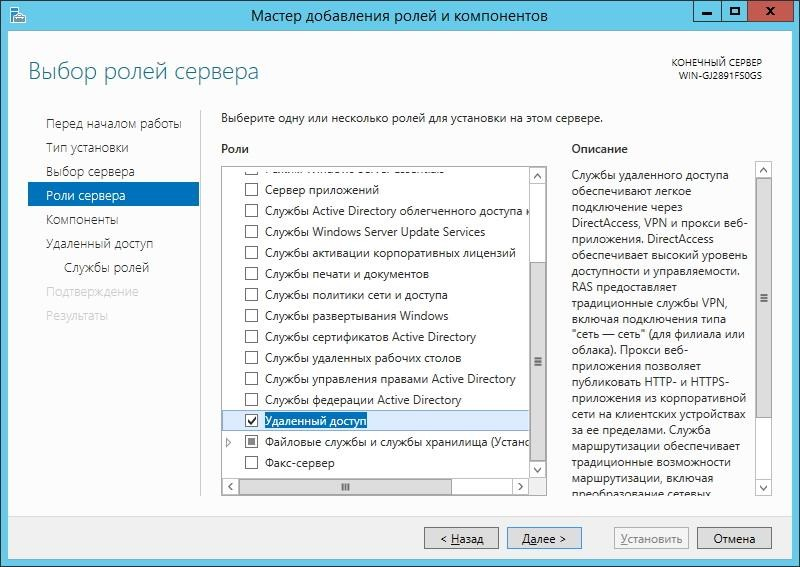 Мастер добавления ролей и компонентов
Выбор ролей сервера
КОНЕЧНЫЙ СЕРВЕР
WIN-GJ2891FS0GS
Перед началом работы
Тип установки
Выбор сервера
Роли сервера
Компоненты
Удаленный доступ
Службы ролей
Подтверждение
Результаты
Выберите одну или несколько ролей для установки на этом сервере.
Роли
Сервер приложений
Службы Active Directory облегченного доступа к
Службы Windows Server Update Services
Службы активации корпоративных лицензий
Службы печати и документов
Службы политики сети и доступа
Службы развертывания Windows
Службы сертификатов Active Directory
Службы удаленных рабочих столов
Службы управления правами Active Directory
Службы федерации Active Directory
Удаленный доступ
Файловые службы и службы хранилища (Устано
Факс-сервер
Описание
Службы удаленного доступа
обеспечивают легкое
подключение через
DirectAccess, VPN и прокси веб-
приложения. DirectAccess
обеспечивает высокий уровень
доступности и управляемости.
RAS предоставляет
традиционные службы VPN,
включая подключения типа
"сеть — сеть" (для филиала или
облака). Прокси веб-
приложения позволяет
публиковать HTTP- и HTTPS-
приложения из корпоративной
сети на клиентских устройствах
за ее пределами. Служба
маршрутизации обеспечивает
традиционные возможности
маршрутизации, включая
преобразование сетевых
< Назад
Далее >
Установить
Отмена